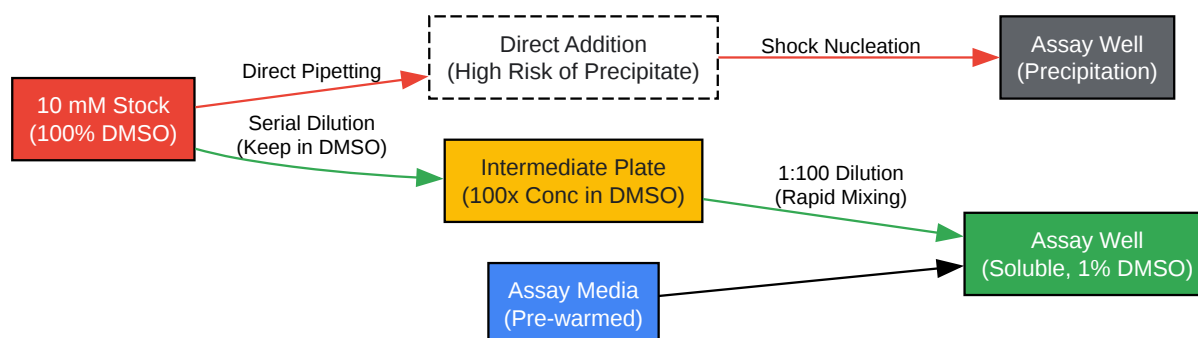 Direct Addition
(High Risk of Precipitate)
Shock Nucleation
Assay Well
(Precipitation)
Direct Pipetting
10 mM Stock
(100% DMSO)
Serial Dilution
(Keep in DMSO)
Intermediate Plate
(100x Conc in DMSO)
1:100 Dilution
(Rapid Mixing)
Assay Well
(Soluble, 1% DMSO)
Assay Media
(Pre-warmed)